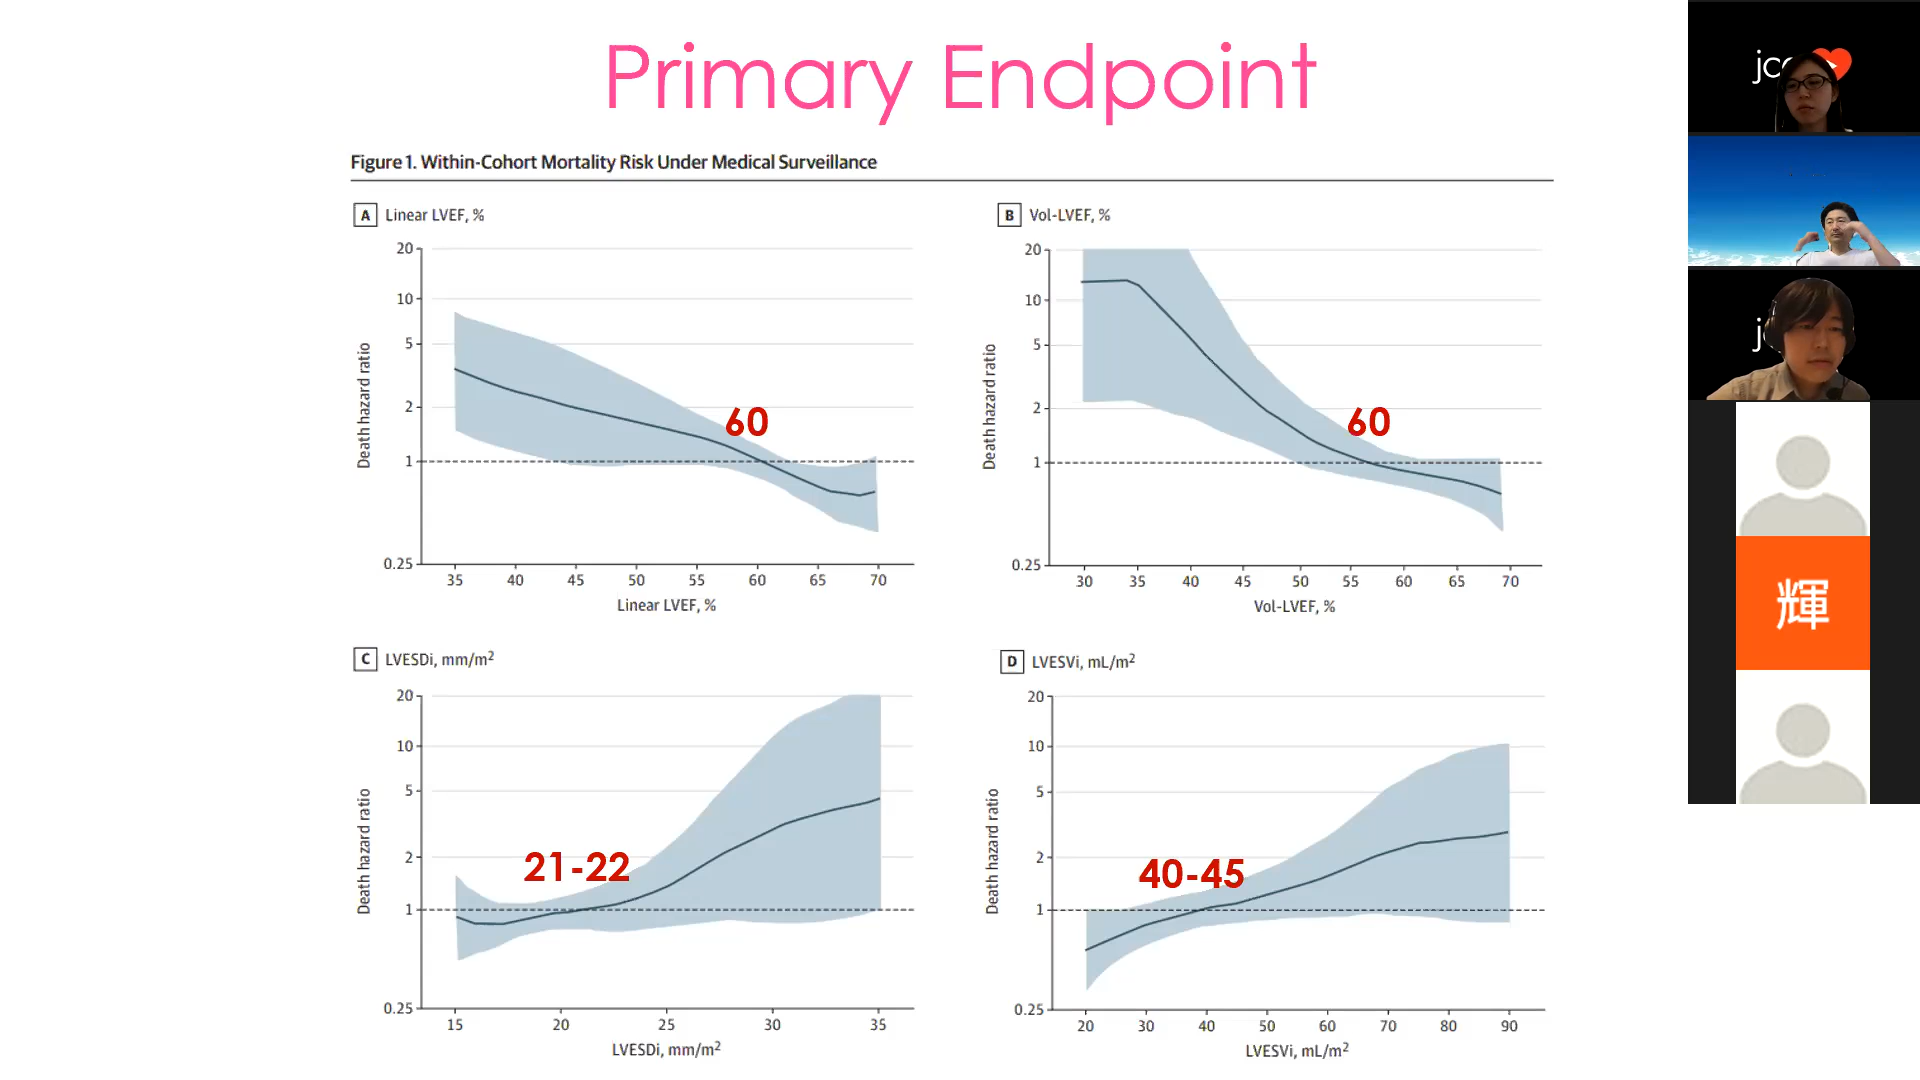 Primary Endpoint
Figure 1. Within-Cohort Mortality Risk Under Medical Surveillance
A Linear LVEF, %
20
10
5
2
1
0.25
Death hazard ratio
60
35 40 45 50 55 60 65 70
Linear LVEF, %
B Vol-LVEF, %
20
10
5
2
1
0.25
Death hazard ratio
60
30 35 40 45 50 55 60 65 70
Vol-LVEF, %
C LVESDi, mm/m²
20
10
5
2
1
0.25
Death hazard ratio
21-22
15 20 25 30 35
LVESDi, mm/m²
D LVESVi, mL/m²
20
10
5
2
1
0.25
Death hazard ratio
40-45
20 30 40 50 60 70 80 90
LVESVi, mL/m²
輝